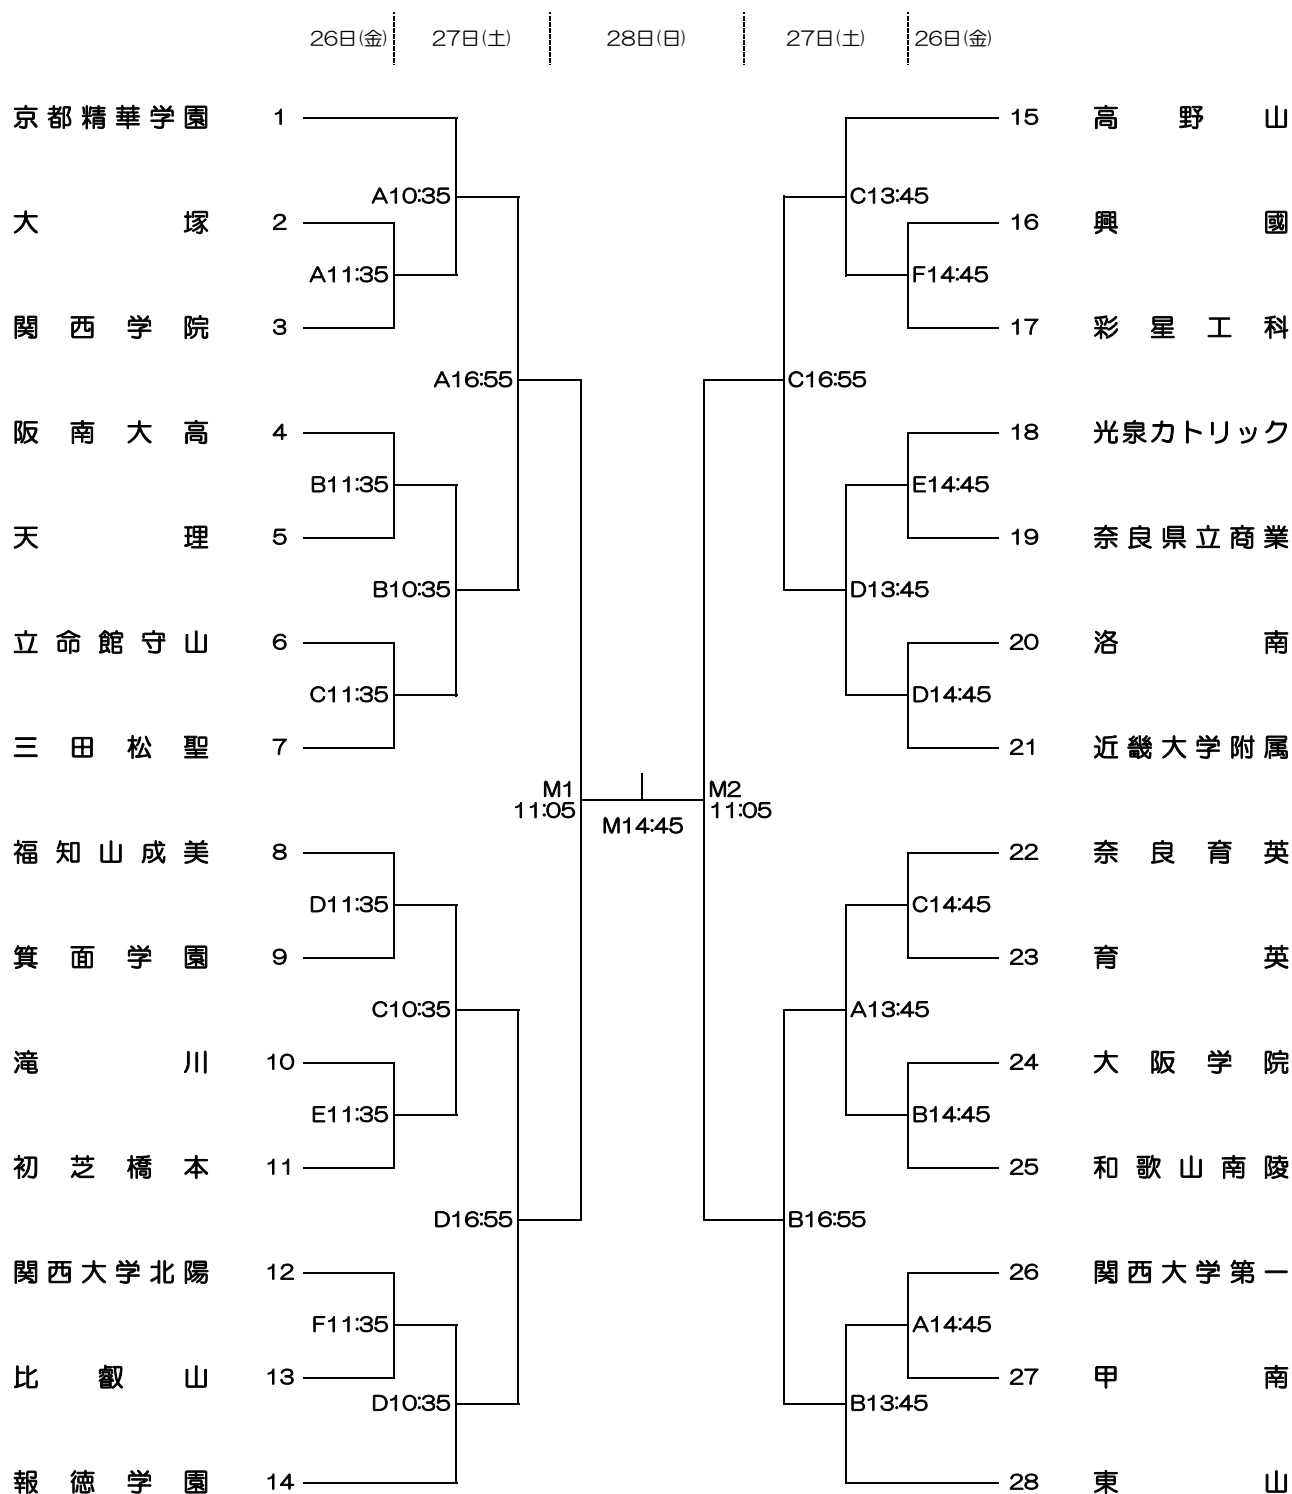 26日(金) 27日(土) 28日(日) 27日(土) 26日(金)
京都精華学園 1 15 高野山
A10:35 C13:45
大塚 2 16 興國
A11:35 F14:45
関西学院 3 17 彩星工科
A16:55 C16:55
阪南大高 4 18 光泉カトリック
B11:35 E14:45
天理 5 19 奈良県立商業
B10:35 D13:45
立命館守山 6 20 洛南
C11:35 D14:45
三田松聖 7 21 近畿大学附属
M1 M2
11:05 11:05
M14:45
福知山成美 8 22 奈良育英
D11:35 C14:45
箕面学園 9 23 育英
C10:35 A13:45
滝川 10 24 大阪学院
E11:35 B14:45
初芝橋本 11 25 和歌山南陵
D16:55 B16:55
関西大学北陽 12 26 関西大学第一
F11:35 A14:45
比叡山 13 27 甲南
D10:35 B13:45
報徳学園 14 28 東山